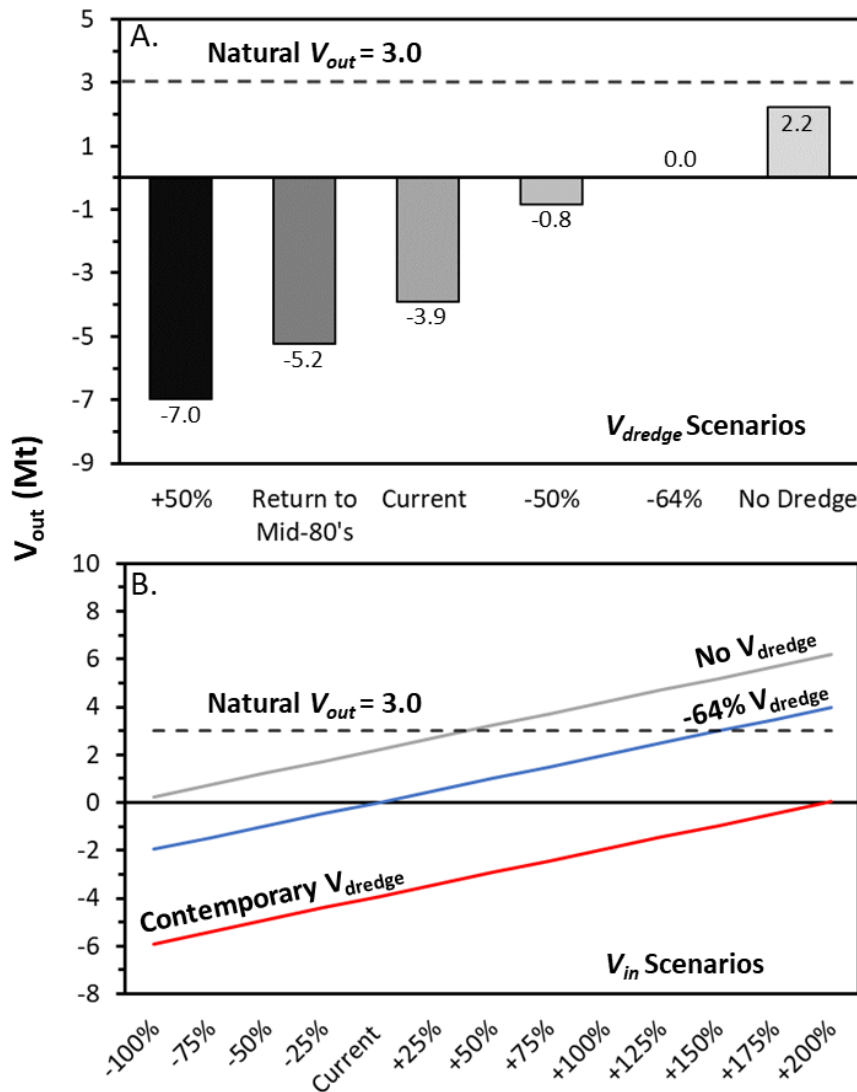 5
A.
Natural Vout = 3.0
3
1
-1
-3
-5
-7
-9
-7.0
-5.2
-3.9
-0.8
0.0
2.2
Vdredge Scenarios
+50%
Return to
Mid-80's
Current
-50%
-64%
No Dredge
Vout (Mt)
10
B.
8
6
4
2
0
-2
-4
-6
-8
No Vdredge
Natural Vout = 3.0
-64% Vdredge
Contemporary Vdredge
Vin Scenarios
-100%
-75%
-50%
-25%
Current
+25%
+50%
+75%
+100%
+125%
+150%
+175%
+200%